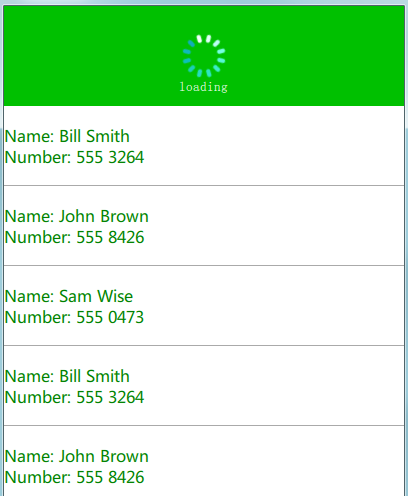 loading
Name: Bill Smith
Number: 555 3264
Name: John Brown
Number: 555 8426
Name: Sam Wise
Number: 555 0473
Name: Bill Smith
Number: 555 3264
Name: John Brown
Number: 555 8426